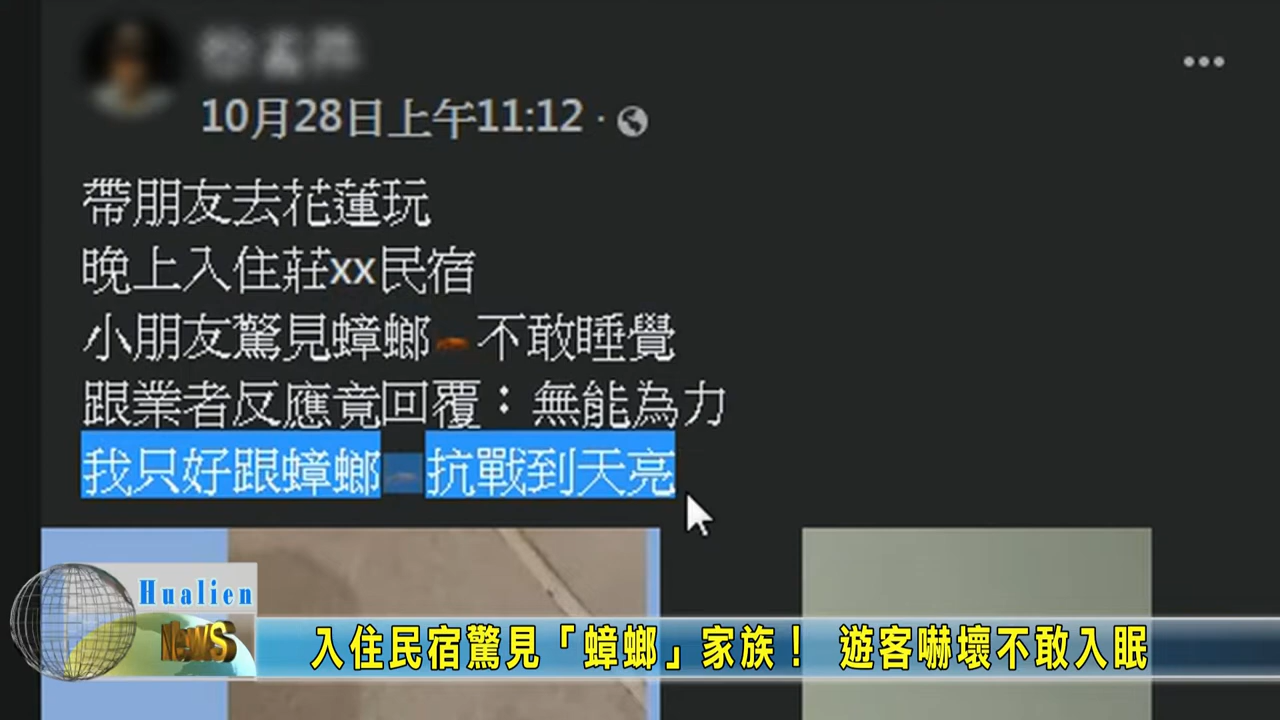 10月28日上午11:12 ·
帶朋友去花蓮玩
晚上入住莊xx民宿
小朋友驚見蟑螂🪳不敢睡覺
跟業者反應竟回覆：無能為力
我只好跟蟑螂🪳抗戰到天亮
Hualien
NEWS
入住民宿驚見「蟑螂」家族！ 遊客嚇壞不敢入眠